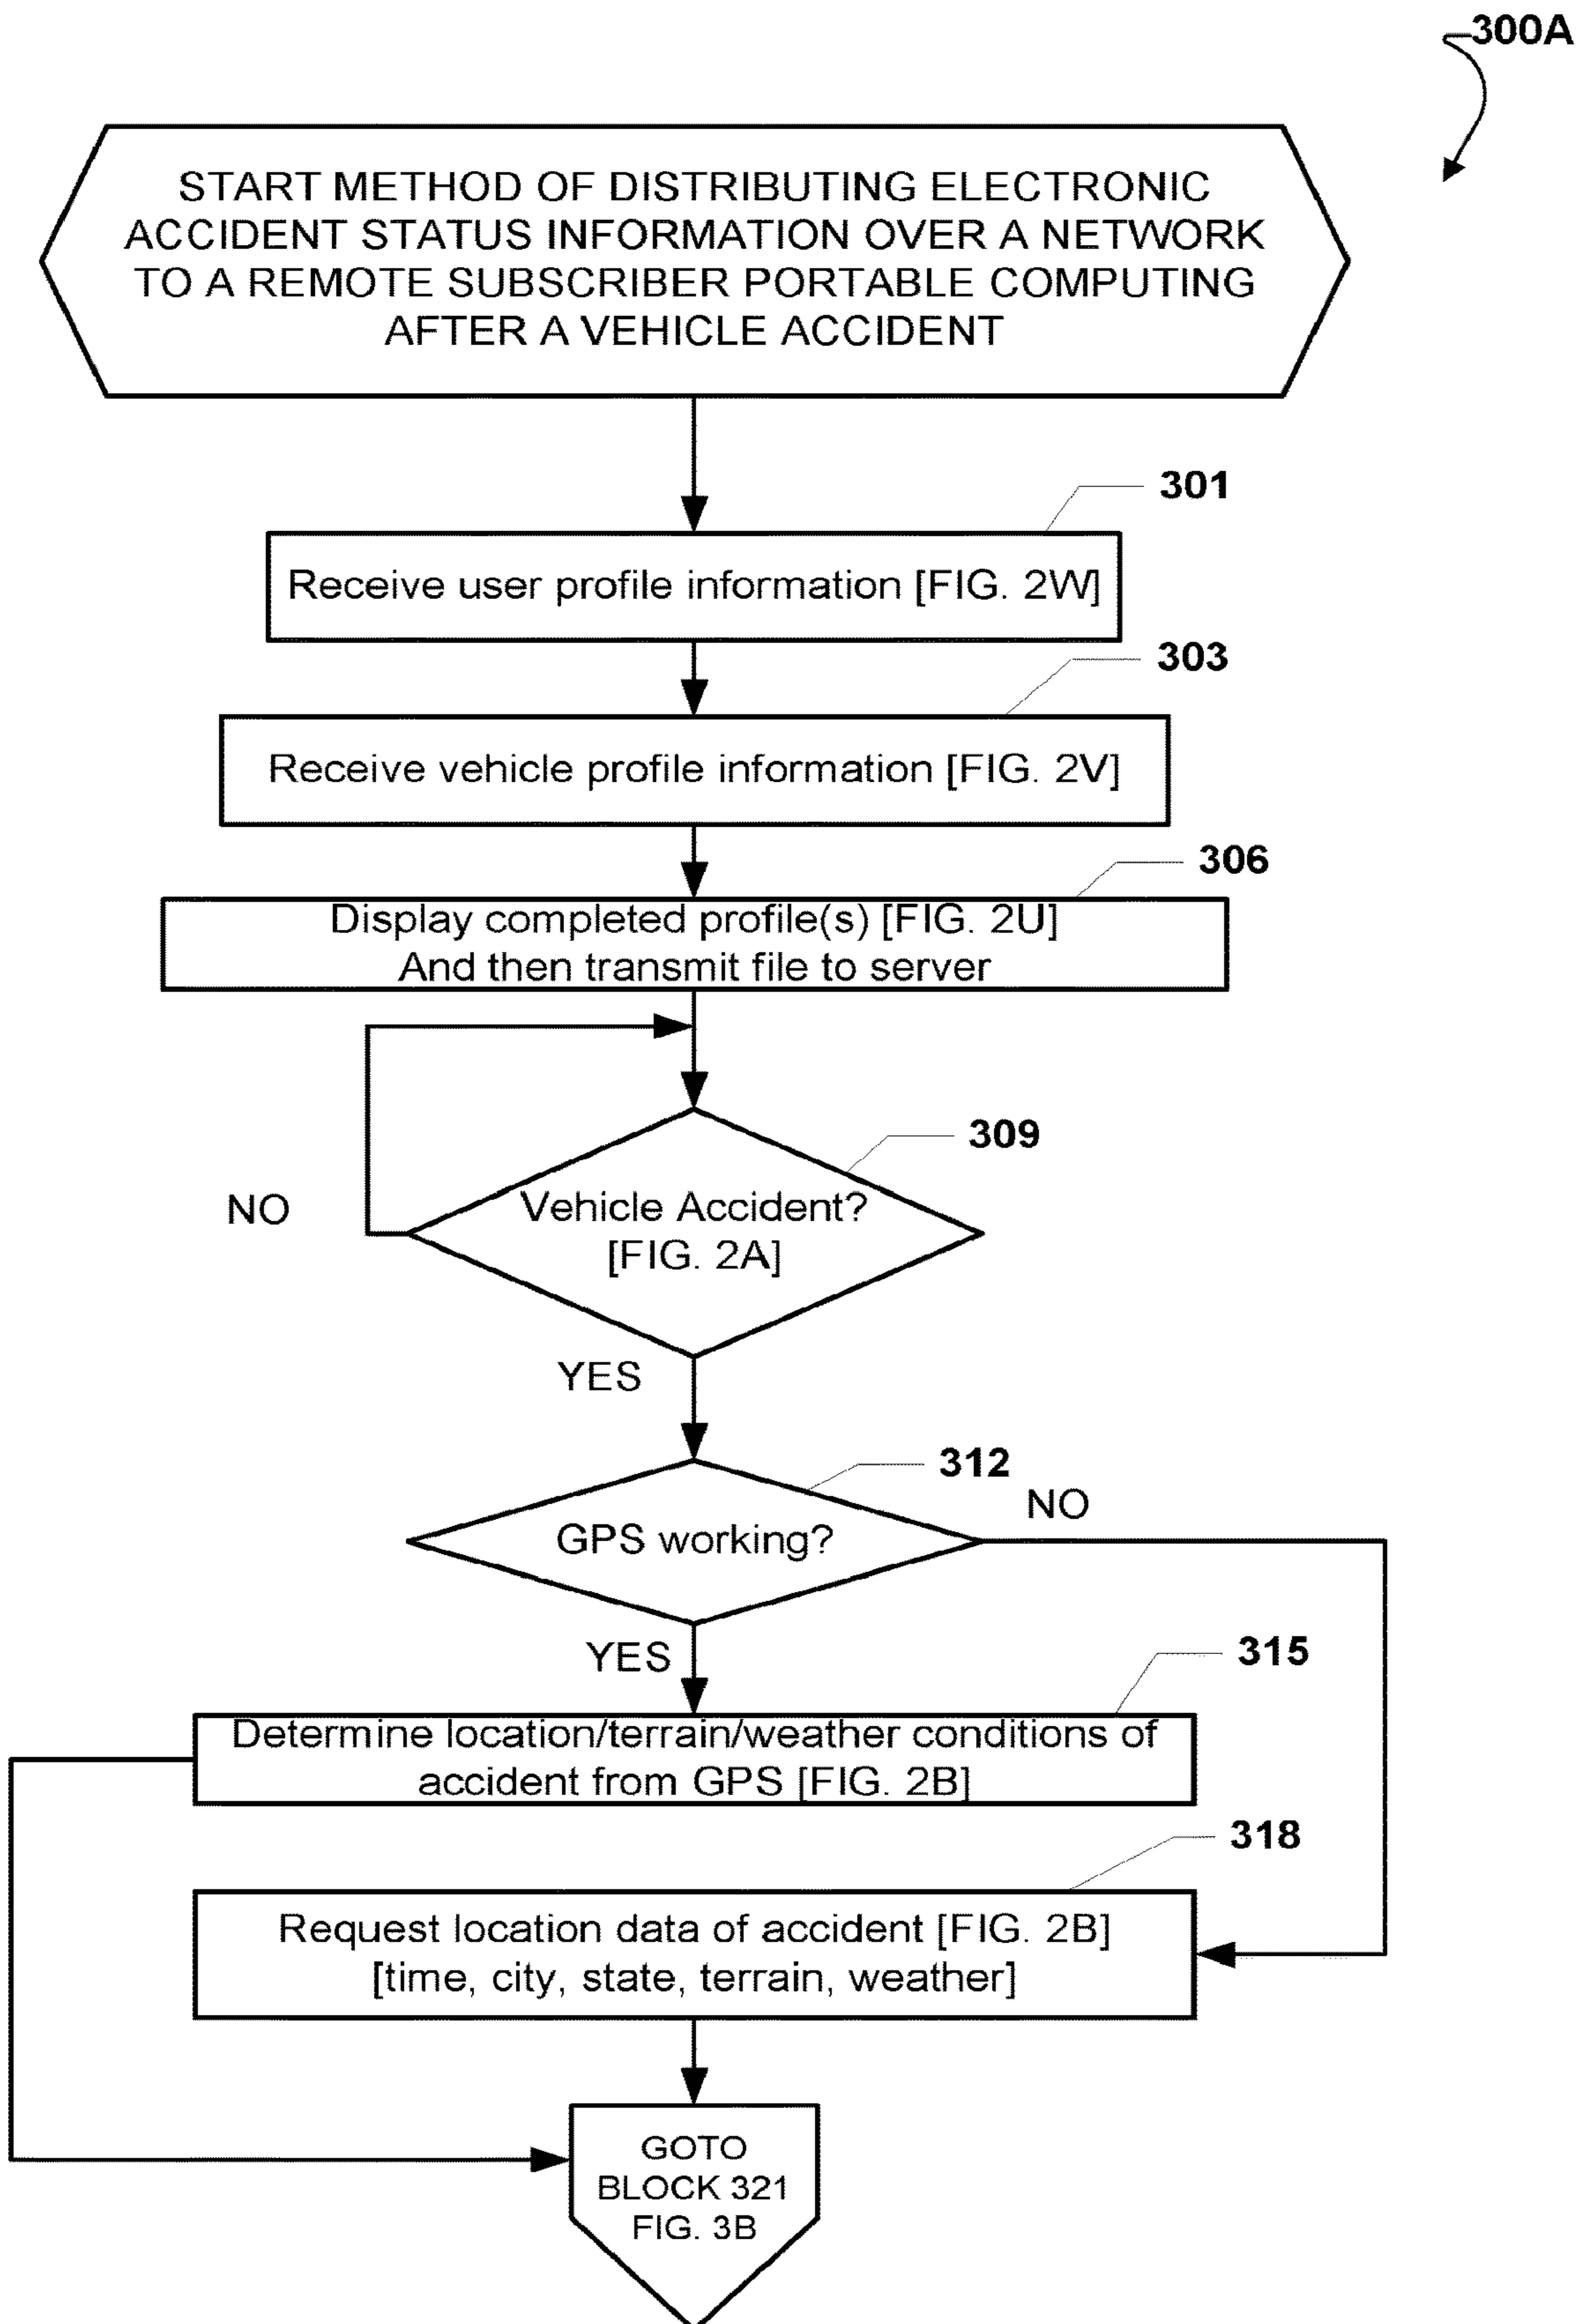 300A
START METHOD OF DISTRIBUTING ELECTRONIC
ACCIDENT STATUS INFORMATION OVER A NETWORK
TO A REMOTE SUBSCRIBER PORTABLE COMPUTING
AFTER A VEHICLE ACCIDENT
301
Receive user profile information [FIG. 2W]
303
Receive vehicle profile information [FIG. 2V]
306
Display completed profile(s) [FIG. 2U]
And then transmit file to server
309
NO
Vehicle Accident?
[FIG. 2A]
YES
312
NO
GPS working?
YES
315
Determine location/terrain/weather conditions of
accident from GPS [FIG. 2B]
318
Request location data of accident [FIG. 2B]
[time, city, state, terrain, weather]
GOTO
BLOCK 321
FIG. 3B